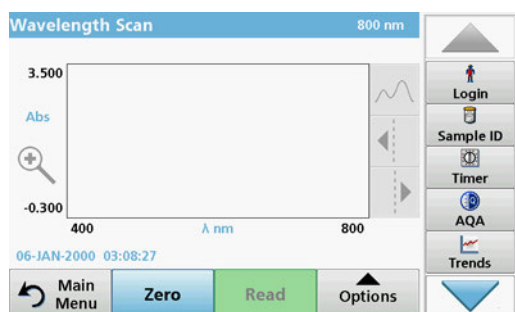 Wavelength Scan 800 nm
3.500
Abs
-0.300
400 λ nm 800
06-JAN-2000 03:08:27
Main Menu
Zero
Read
Options
Login
Sample ID
Timer
AQA
Trends